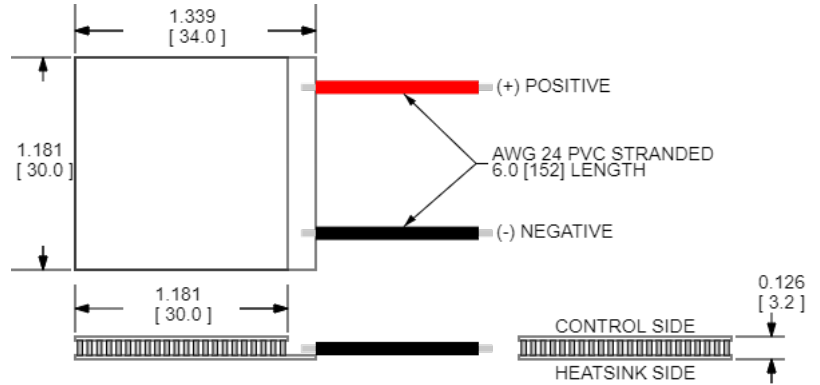 1.339
[ 34.0 ]
(+) POSITIVE
1.181
[ 30.0 ]
AWG 24 PVC STRANDED
6.0 [152] LENGTH
(-) NEGATIVE
1.181
[ 30.0 ]
0.126
[ 3.2 ]
CONTROL SIDE
HEATSINK SIDE